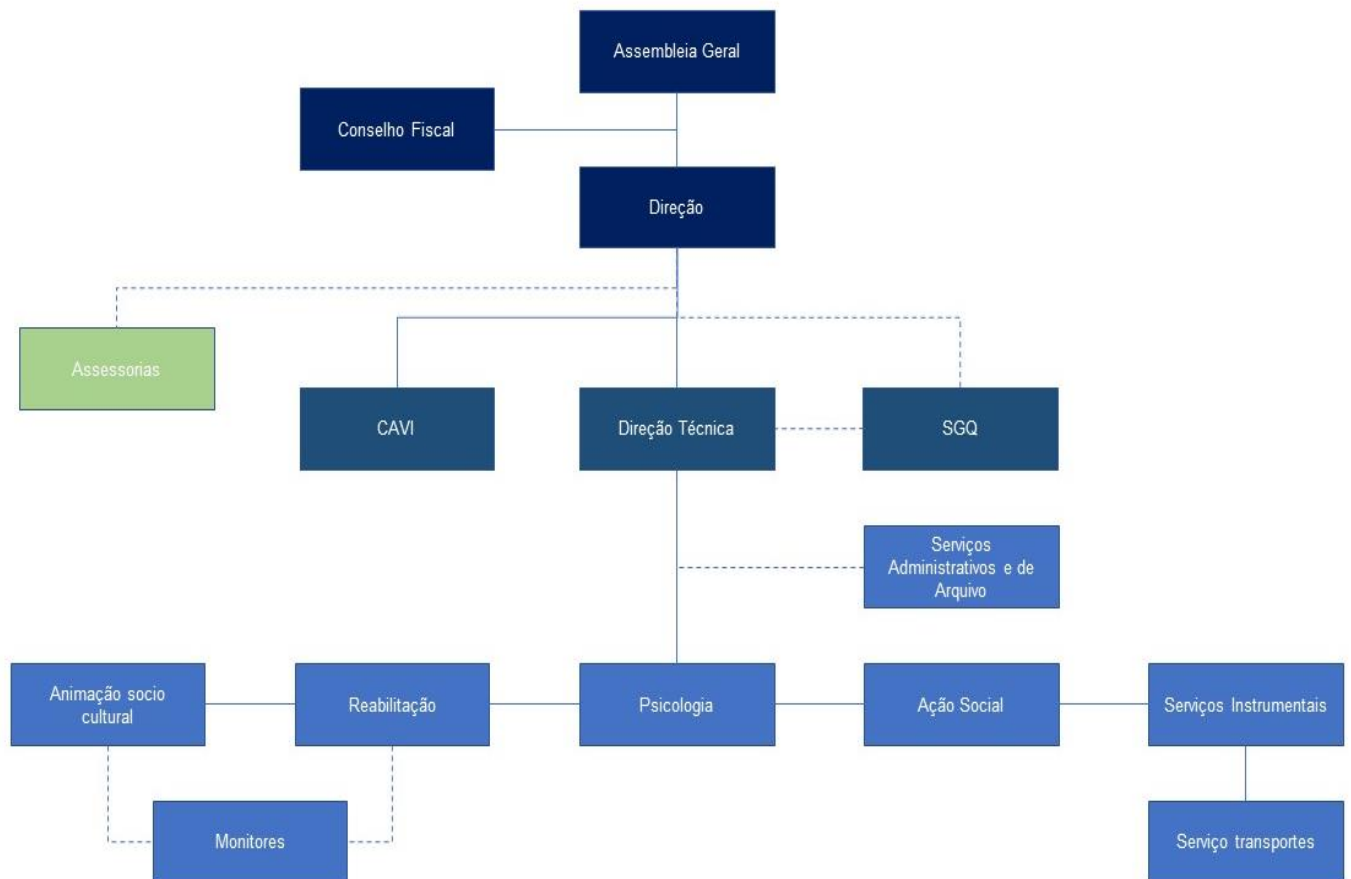 Assembleia Geral
Conselho Fiscal
Direção
Assessorias
CAVI
Direção Técnica
SGQ
Serviços
Administrativos e de
Arquivo
Animação socio
cultural
Reabilitação
Psicologia
Ação Social
Serviços Instrumentais
Monitores
Serviço transportes